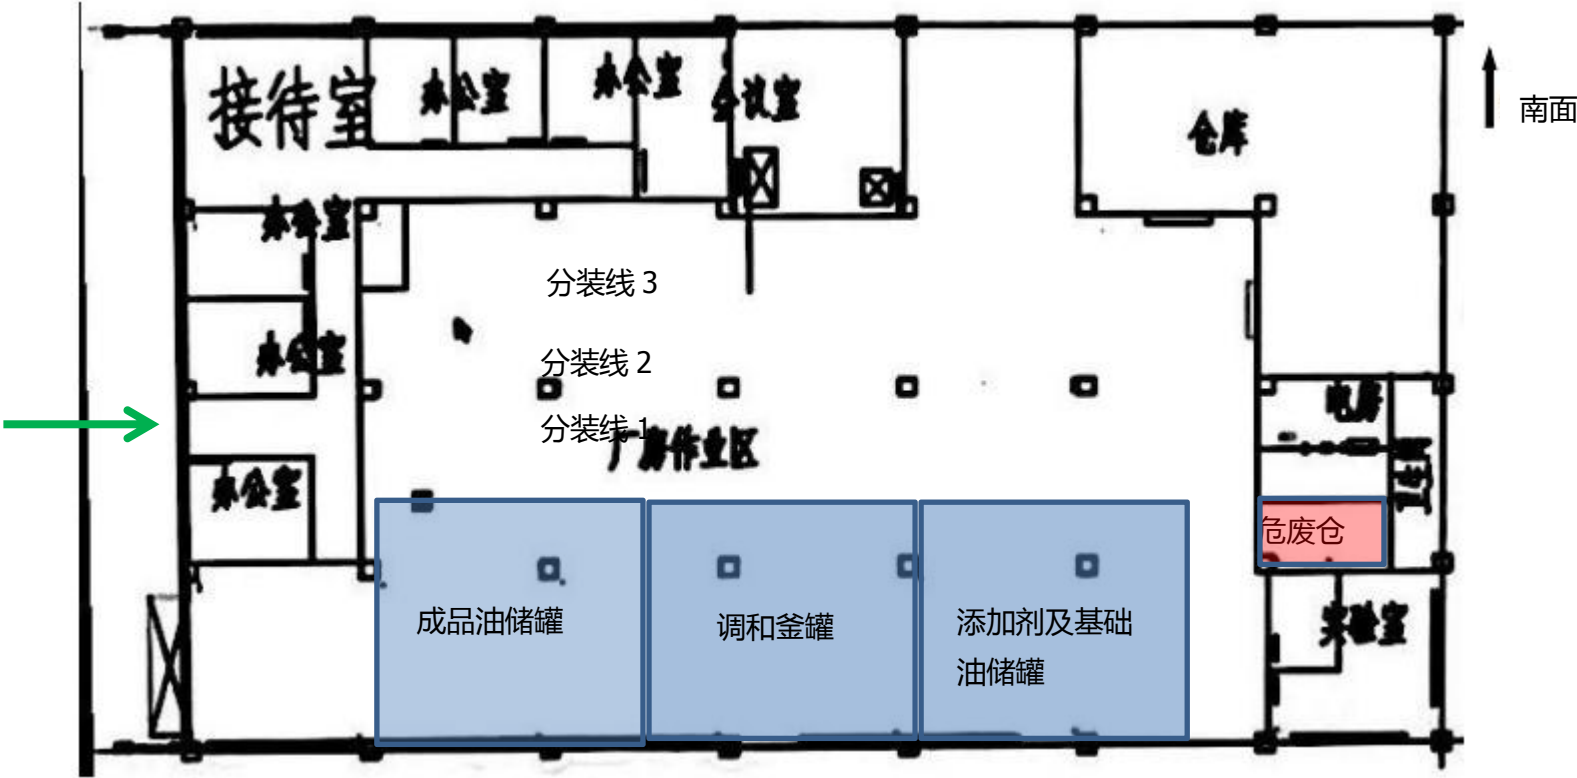 接待室
办公室
办公室
会议室
仓库
南面
办公室
分装线 3
办公室
分装线 2
电房
分装线 1
厂房作业区
办公室
卫生间
危废仓
成品油储罐
调和釜罐
添加剂及基础
油储罐
实验室